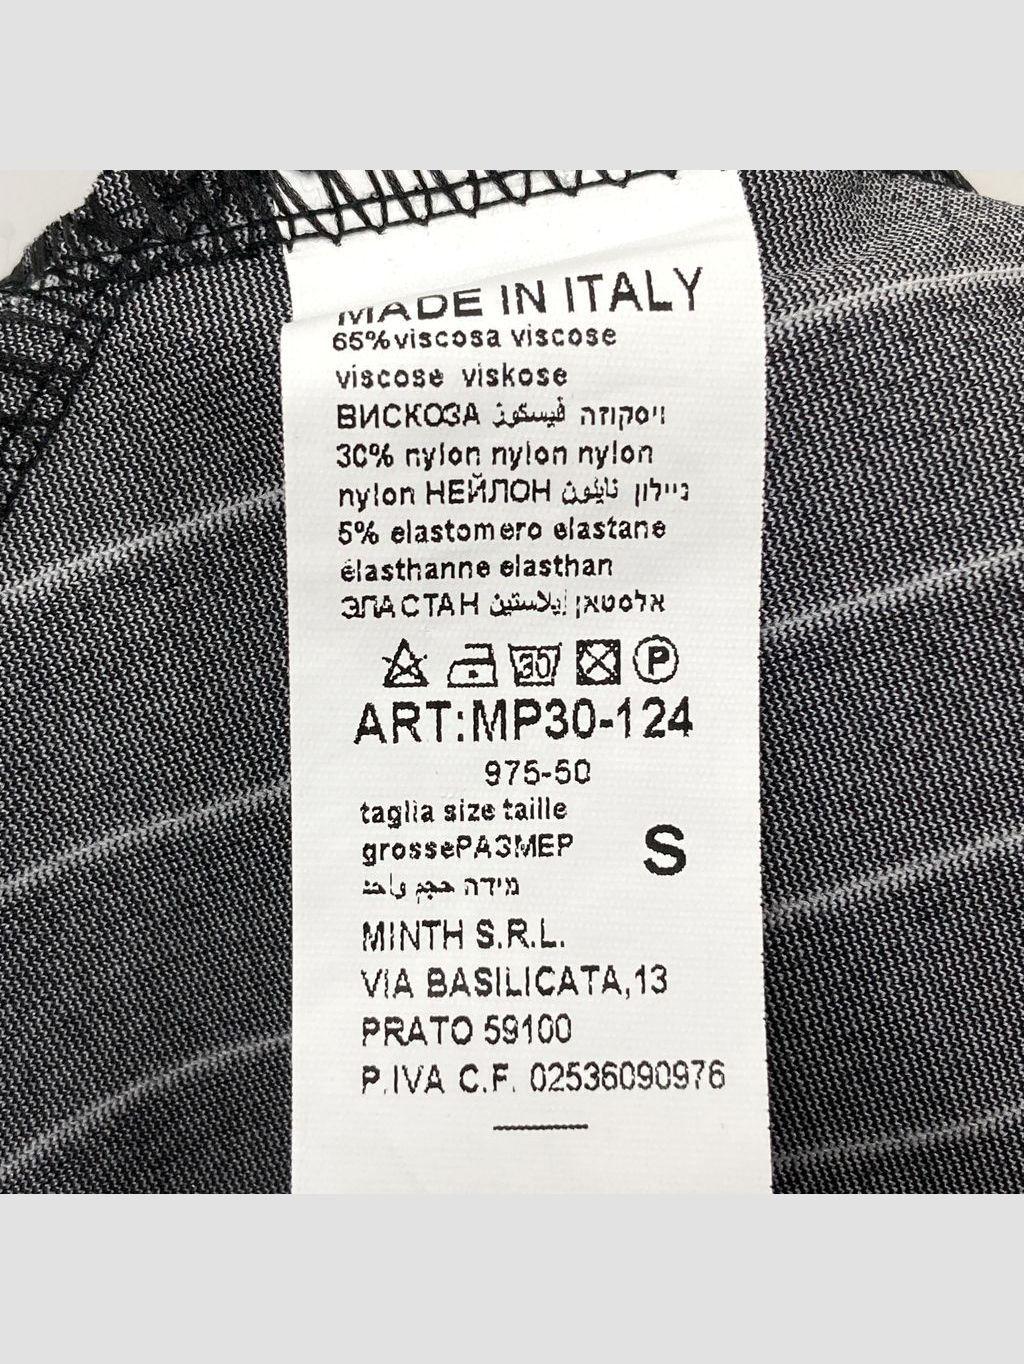 MADE IN ITALY
65%viscosa viscose
viscose viskose
ВИСКОЗА فيسكوز ויסקוזה
30% nylon nylon nylon
nylon НЕЙЛОН نايلون ניילון
5% elastomero elastane
élasthanne elasthan
ЭЛАСТАН إيلاستين אלסטאן
30 P
ART:MP30-124
975-50
taglia size taille
grosseРАЗМЕР
מידה حجم واحد
S
MINTH S.R.L.
VIA BASILICATA,13
PRATO 59100
P.IVA C.F. 02536090976